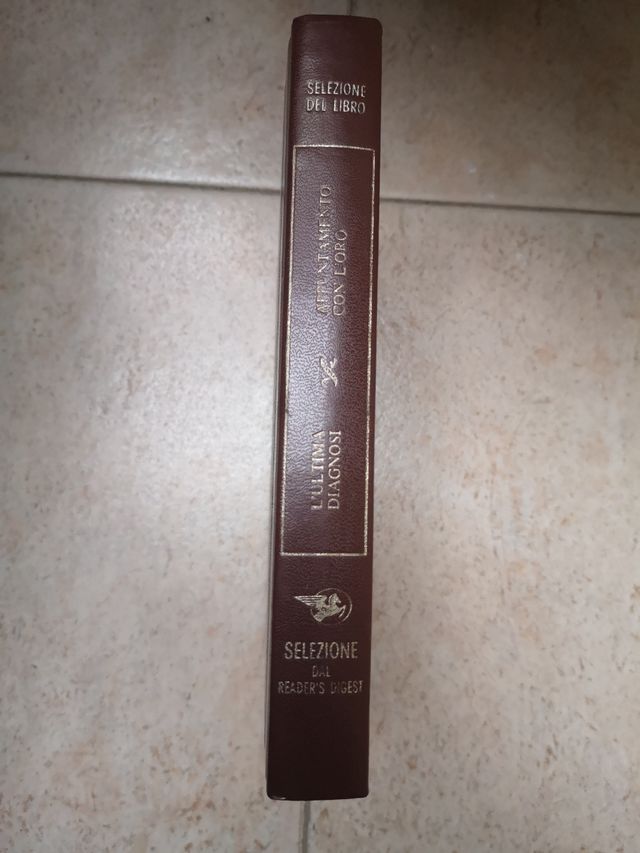 SELEZIONE
DEL LIBRO
APPUNTAMENTO
CON L'ORO
L'ULTIMA
DIAGNOSI
SELEZIONE
DAL
READER'S DIGEST